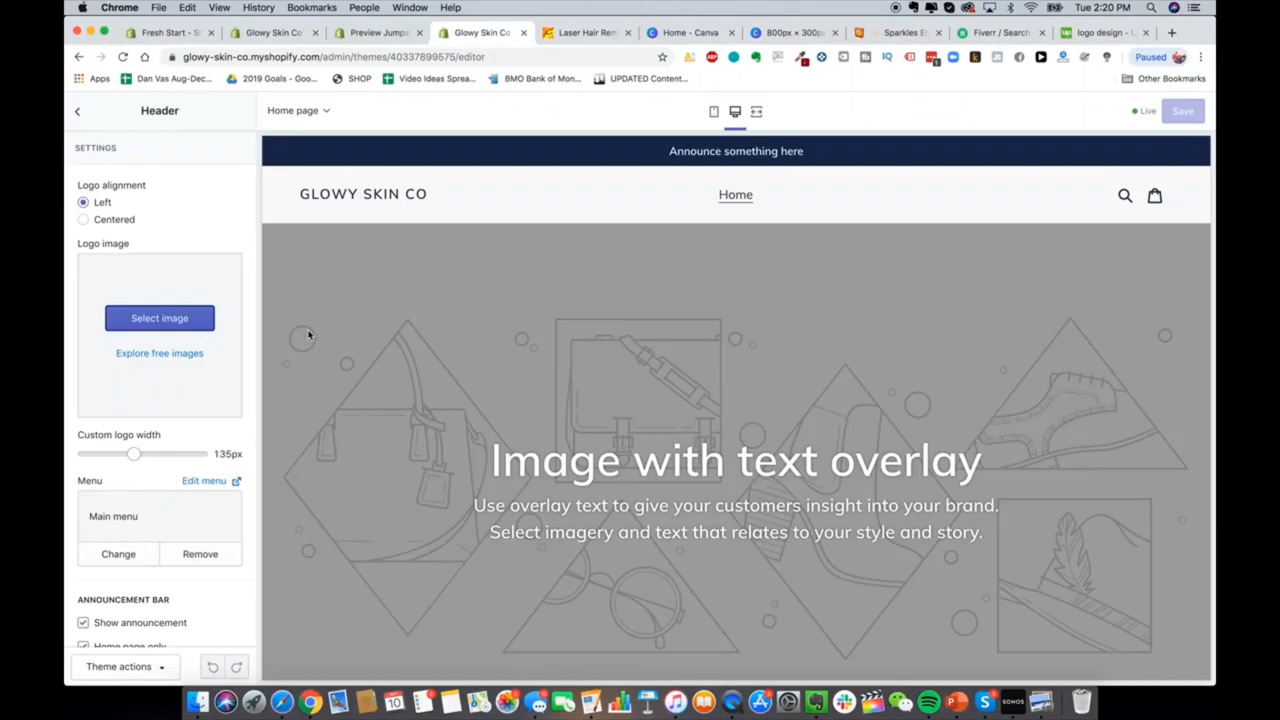 Chrome File Edit View History Bookmarks People Window Help Tue 2:20 PM
Fresh Start - S Glowy Skin Co Preview Jump Glowy Skin Co Laser Hair Rem Home - Canva 800px × 300p Sparkles E Fiverr / Search logo design - L
glowy-skin-co.myshopify.com/admin/themes/40337899575/editor Paused
Apps Dan Vas Aug-Dec... 2019 Goals - Goo... SHOP Video Ideas Sprea... BMO Bank of Mon... UPDATED Content... Other Bookmarks
Header Home page Live Save
SETTINGS
Logo alignment
Left
Centered
Logo image
Select image
Explore free images
Custom logo width
135px
Menu Edit menu
Main menu
Change Remove
ANNOUNCEMENT BAR
Show announcement
Home page only
Theme actions
Announce something here
GLOWY SKIN CO Home
Image with text overlay
Use overlay text to give your customers insight into your brand.
Select imagery and text that relates to your style and story.
10
SONOS